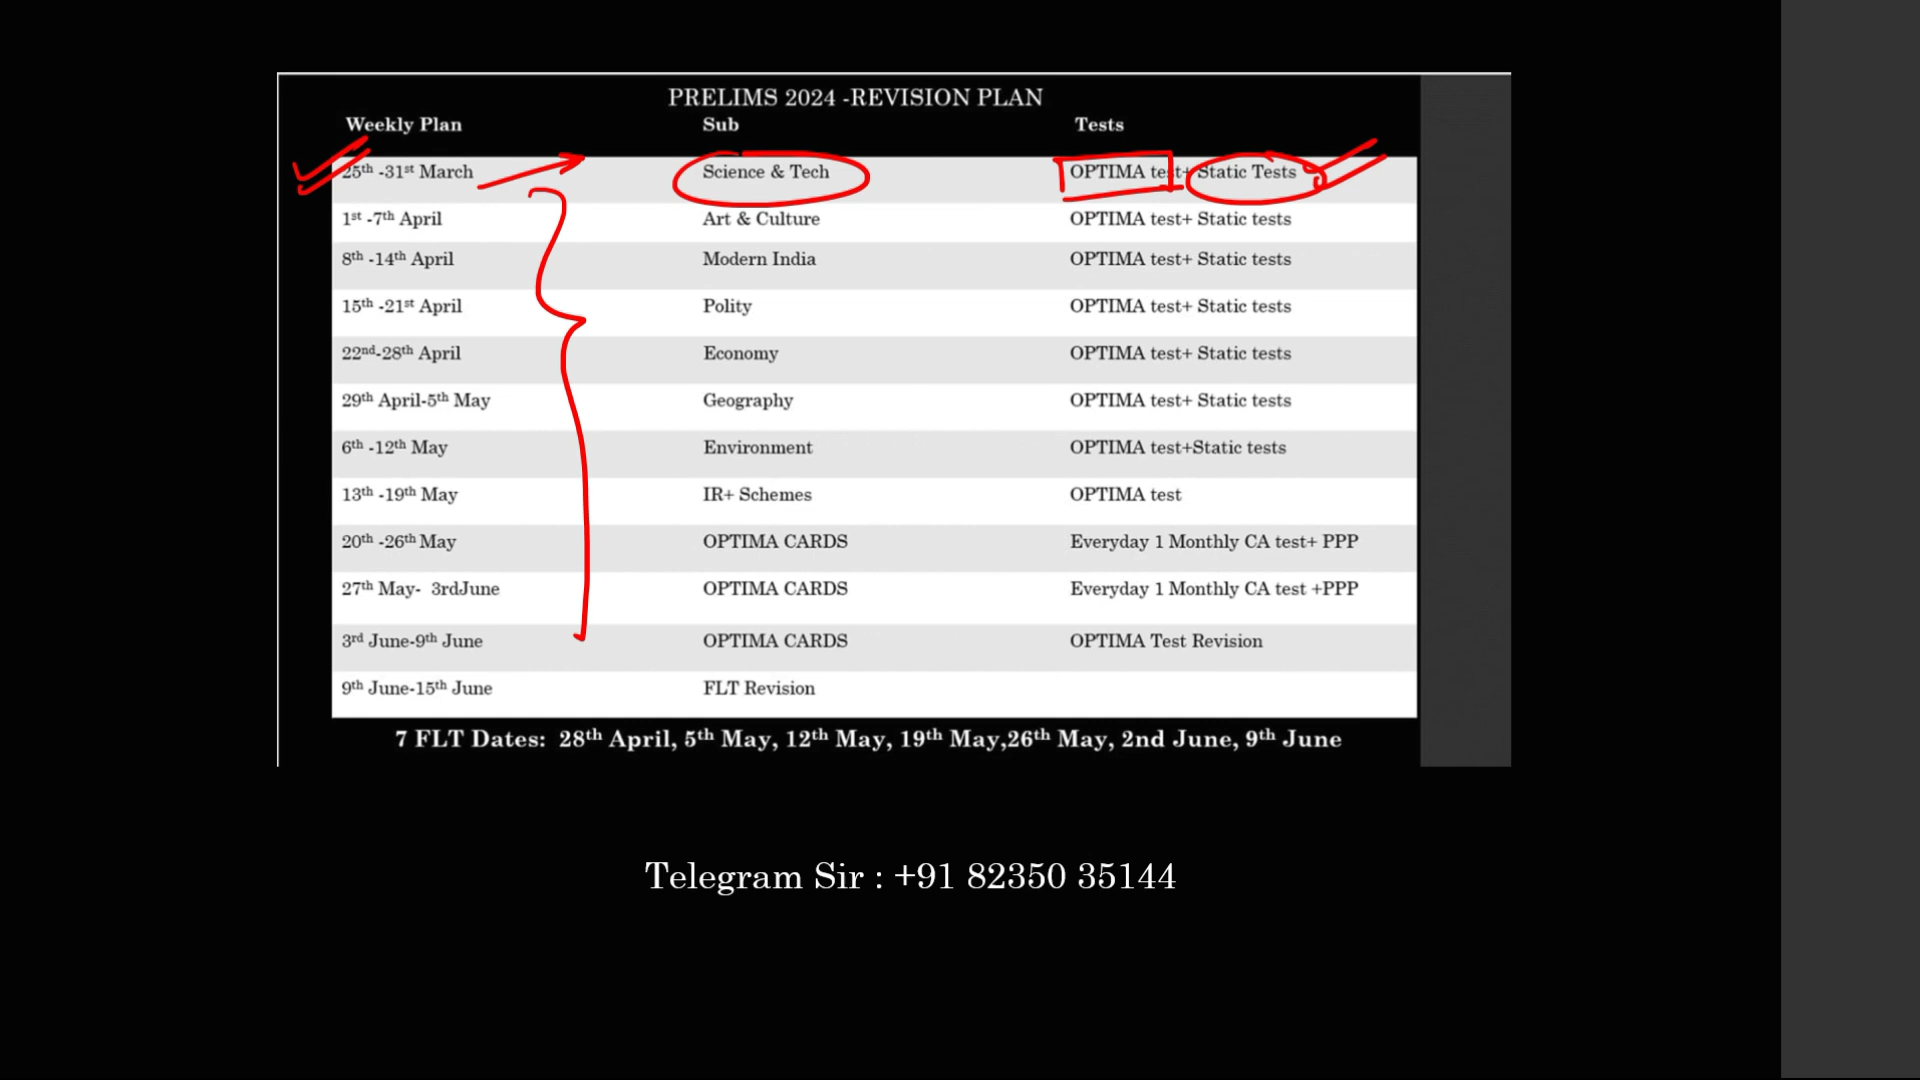 PRELIMS 2024 -REVISION PLAN
Weekly Plan Sub Tests
25th -31st March Science & Tech OPTIMA test+ Static Tests
1st -7th April Art & Culture OPTIMA test+ Static tests
8th -14th April Modern India OPTIMA test+ Static tests
15th -21st April Polity OPTIMA test+ Static tests
22nd-28th April Economy OPTIMA test+ Static tests
29th April-5th May Geography OPTIMA test+ Static tests
6th -12th May Environment OPTIMA test+Static tests
13th -19th May IR+ Schemes OPTIMA test
20th -26th May OPTIMA CARDS Everyday 1 Monthly CA test+ PPP
27th May- 3rdJune OPTIMA CARDS Everyday 1 Monthly CA test +PPP
3rd June-9th June OPTIMA CARDS OPTIMA Test Revision
9th June-15th June FLT Revision
7 FLT Dates: 28th April, 5th May, 12th May, 19th May,26th May, 2nd June, 9th June
Telegram Sir : +91 82350 35144